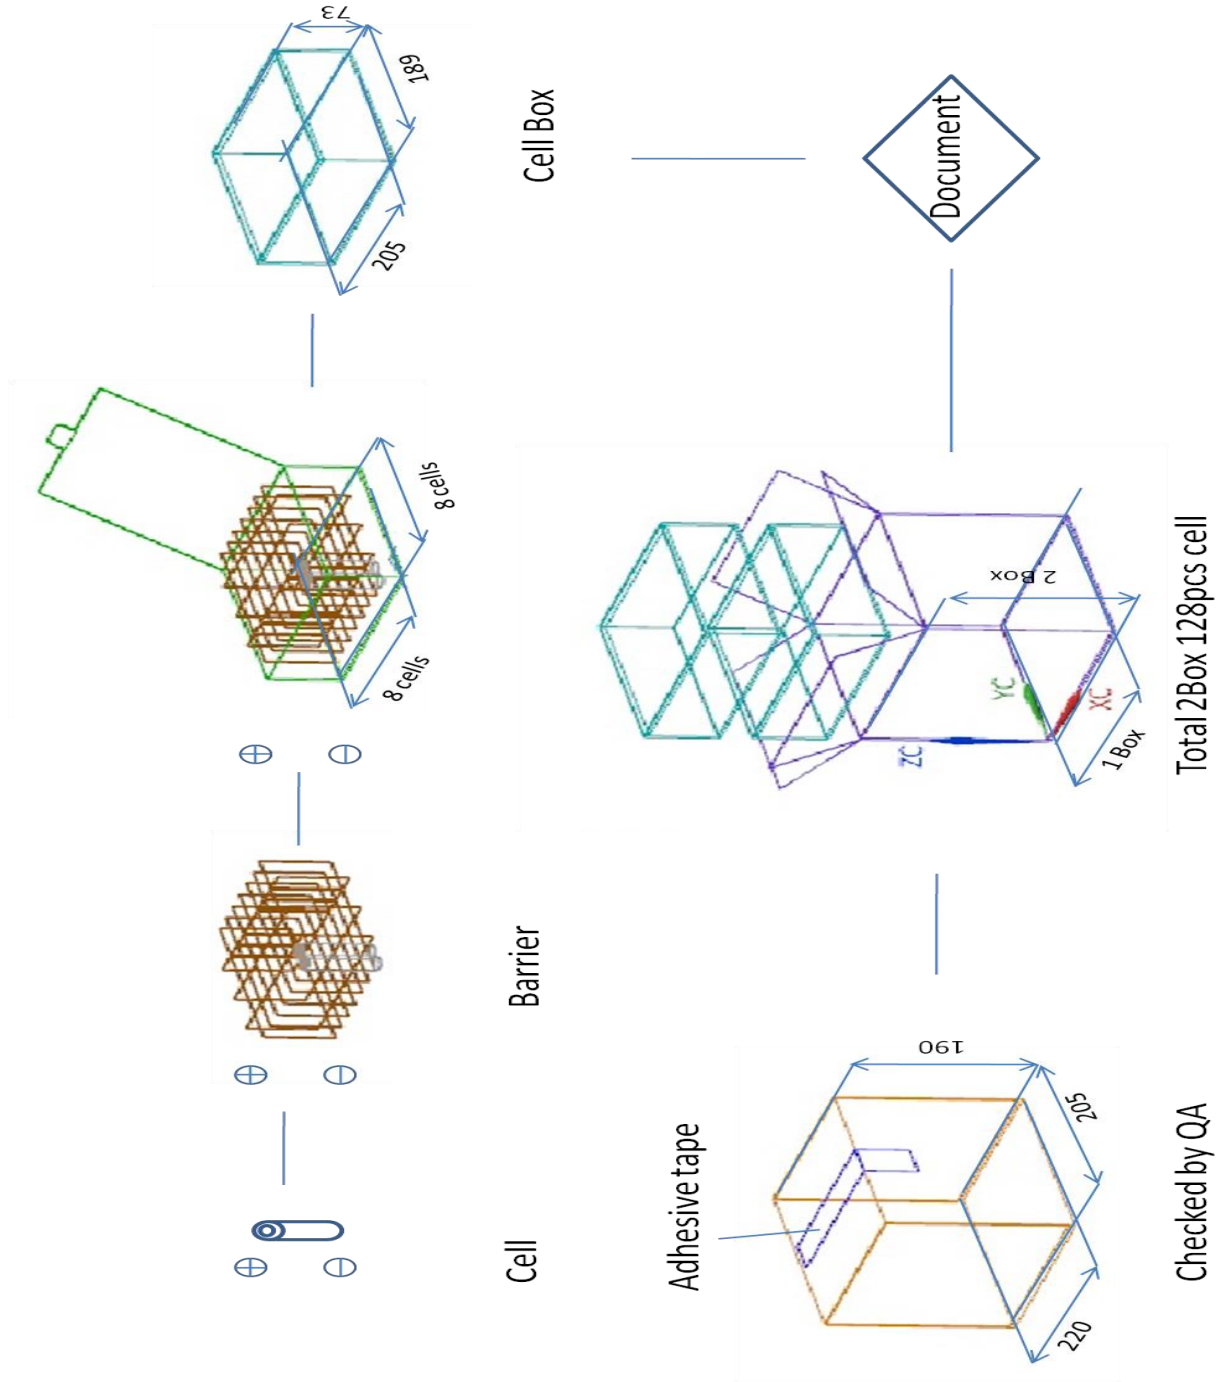 8 cells
8 cells
205
189
73
Cell
Barrier
Cell Box
Adhesive tape
220
205
190
ZC
YC
XC
1 Box
2 Box
Document
Checked by QA
Total 2Box 128pcs cell